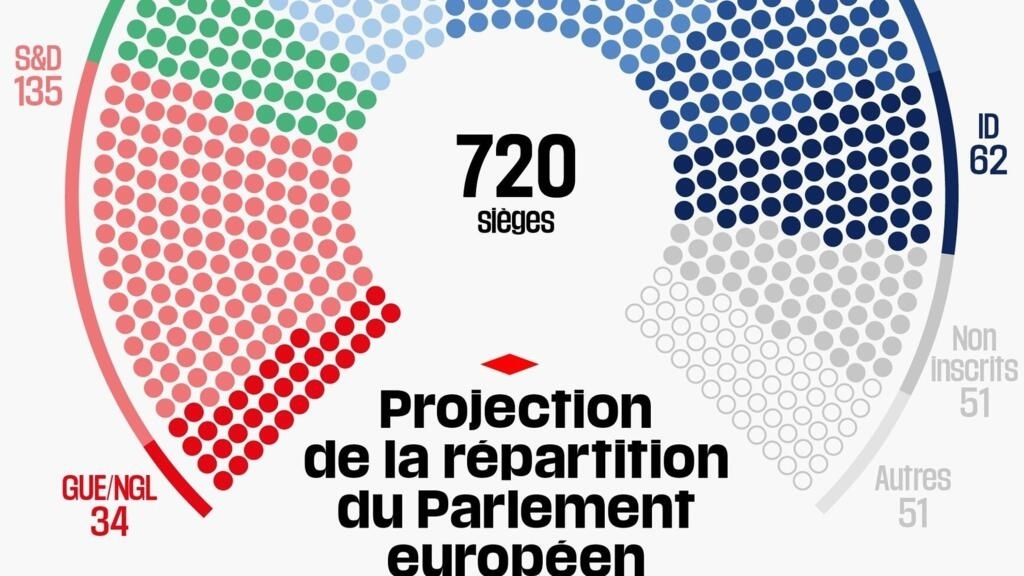 S&D
135
720
sièges
ID
62
Non
inscrits
51
Autres
51
GUE/NGL
34
Projection
de la répartition
du Parlement
européen